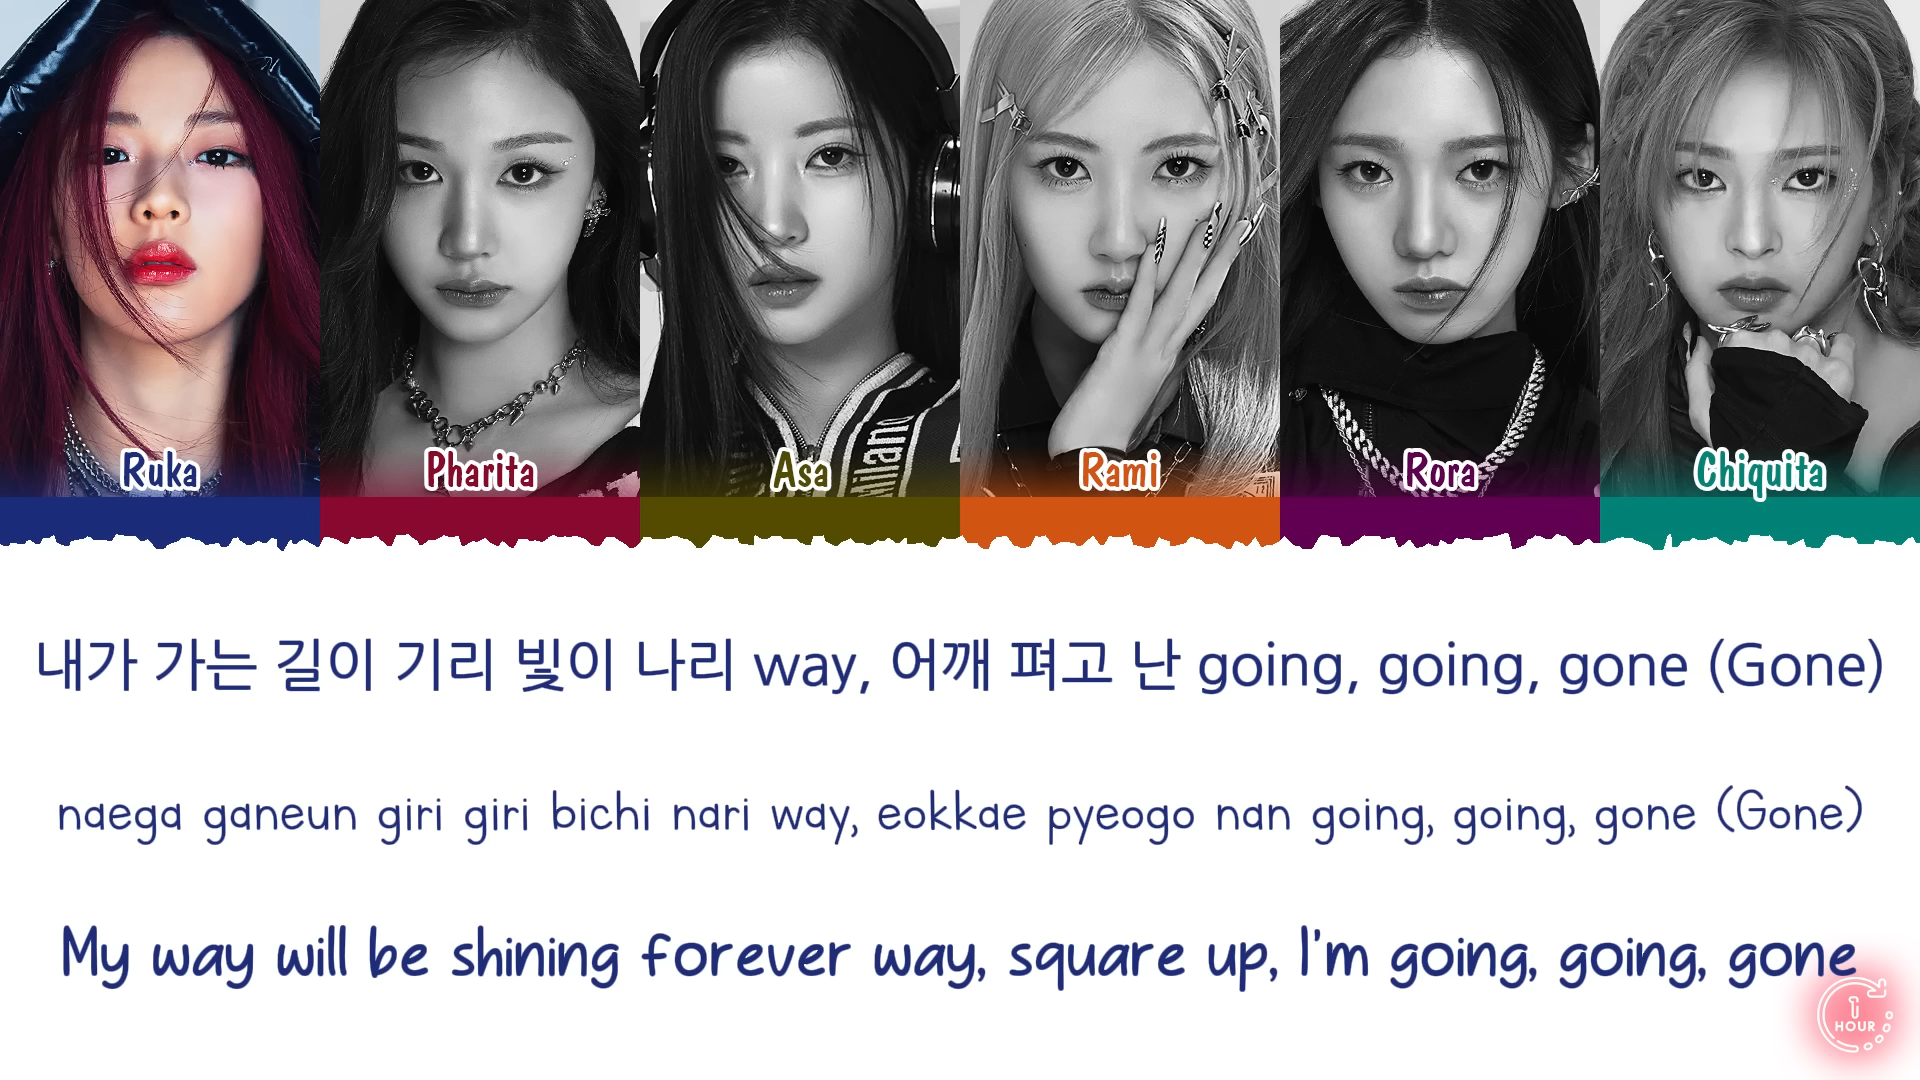 Ruka
Pharita
Asa
Rami
Rora
Chiquita
Milano
내가 가는 길이 기리 빛이 나리 way, 어깨 펴고 난 going, going, gone (Gone)
naega ganeun giri giri bichi nari way, eokkae pyeogo nan going, going, gone (Gone)
My way will be shining forever way, square up, I'm going, going, gone
1
HOUR